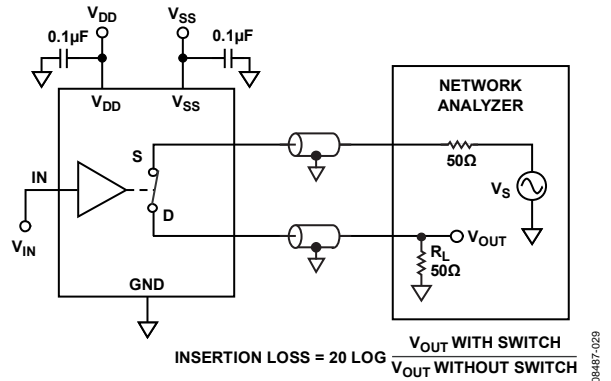 VDD VSS
0.1µF 0.1µF
VDD VSS
NETWORK
ANALYZER
S
50Ω
IN
VS
D
VIN
VOUT
RL
50Ω
GND
INSERTION LOSS = 20 LOG VOUT WITH SWITCH
VOUT WITHOUT SWITCH
08487-029